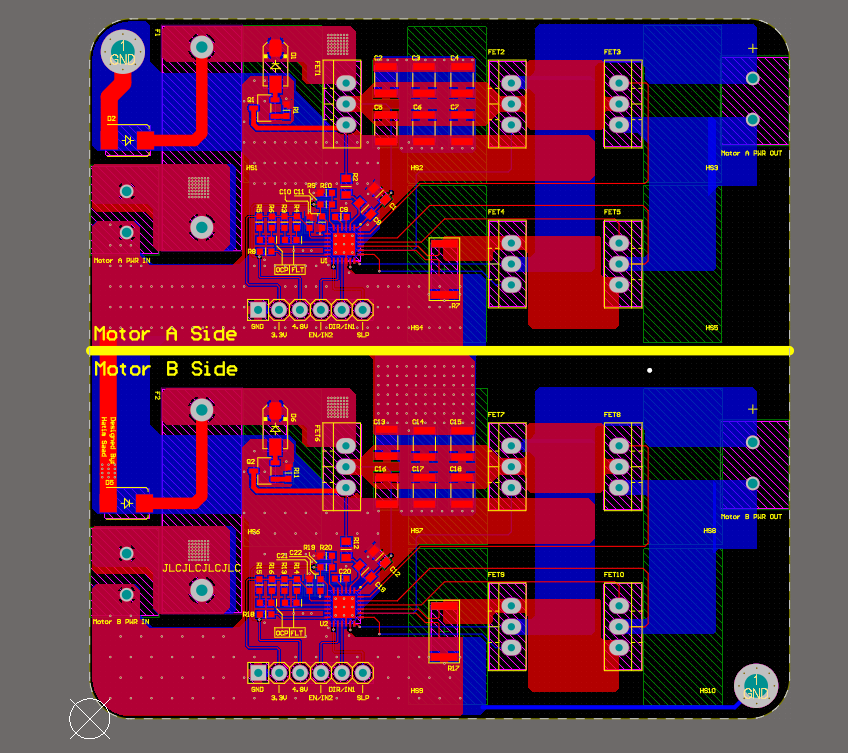 1
GND
F1
D1
C2
C3
C4
FET1
FET2
FET3
+
Q1
R1
C5
C6
C7
D2
Motor A PWR OUT
HS1
HS2
HS3
R2
R9
R10
C10
C11
R5
R6
R3
R4
C9
C8
FET4
FET5
R8
U1
Motor A PWR IN
OCP
FLT
R7
GND
3.3V
4.8V
EN/IN2
DIR/IN1
SLP
HS4
HS5
Motor A Side
Motor B Side
F2
D6
C13
C14
C15
FET6
FET7
FET8
+
Designed By:
Q2
R11
C16
C17
C18
D5
Motor B PWR OUT
HS6
HS7
HS8
R12
R19
R20
C21
C22
JLCJLCJLCJLC
R15
R16
R13
R14
C20
C12
C19
FET9
FET10
R18
U2
Motor B PWR IN
OCP
FLT
R17
GND
3.3V
4.8V
EN/IN2
DIR/IN1
SLP
HS9
HS10
1
GND